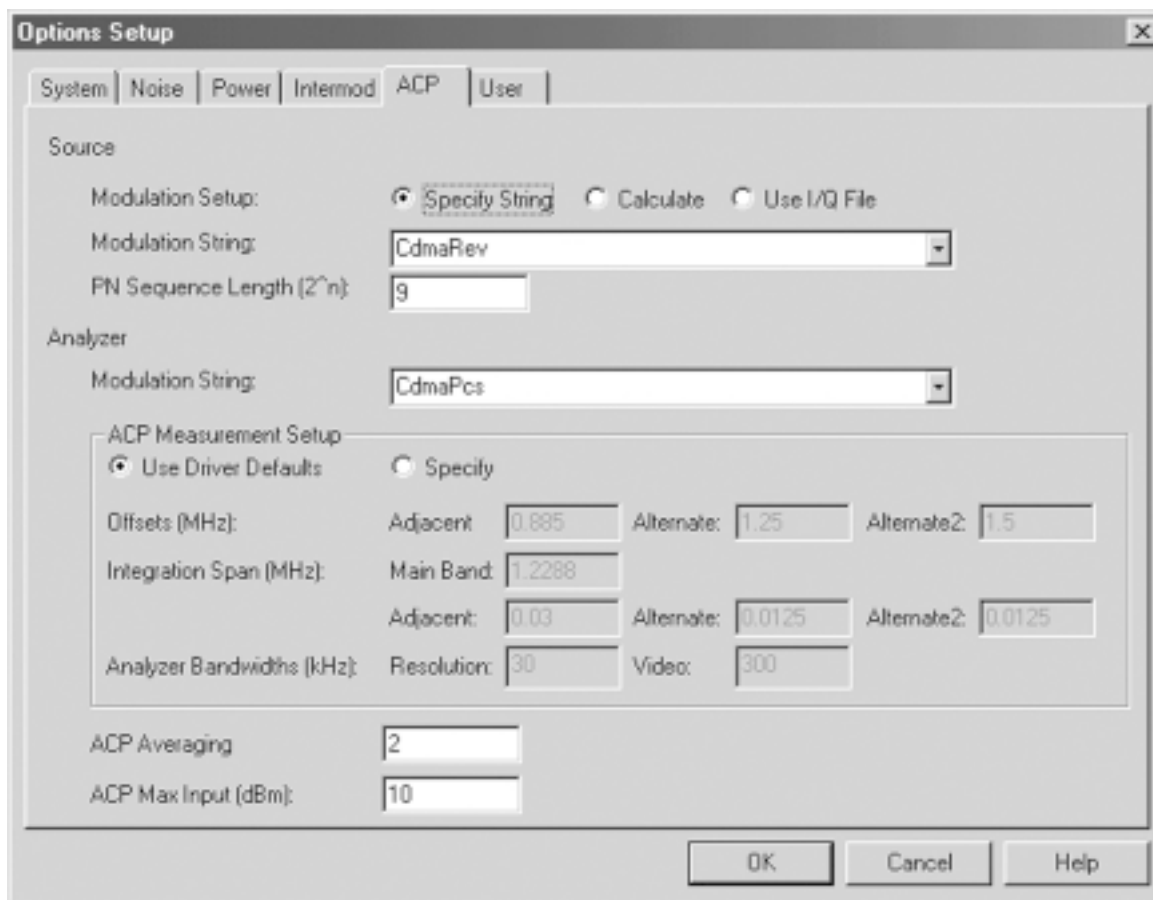 Options Setup
System Noise Power Intermod ACP User
Source
Modulation Setup: Specify String Calculate Use I/Q File
Modulation String: CdmaRev
PN Sequence Length (2^n): 9
Analyzer
Modulation String: CdmaPcs
ACP Measurement Setup
Use Driver Defaults Specify
Offsets (MHz): Adjacent 0.885 Alternate: 1.25 Alternate2: 1.5
Integration Span (MHz): Main Band: 1.2288
Adjacent: 0.03 Alternate: 0.0125 Alternate2: 0.0125
Analyzer Bandwidths (kHz): Resolution: 30 Video: 300
ACP Averaging 2
ACP Max Input (dBm): 10
OK Cancel Help